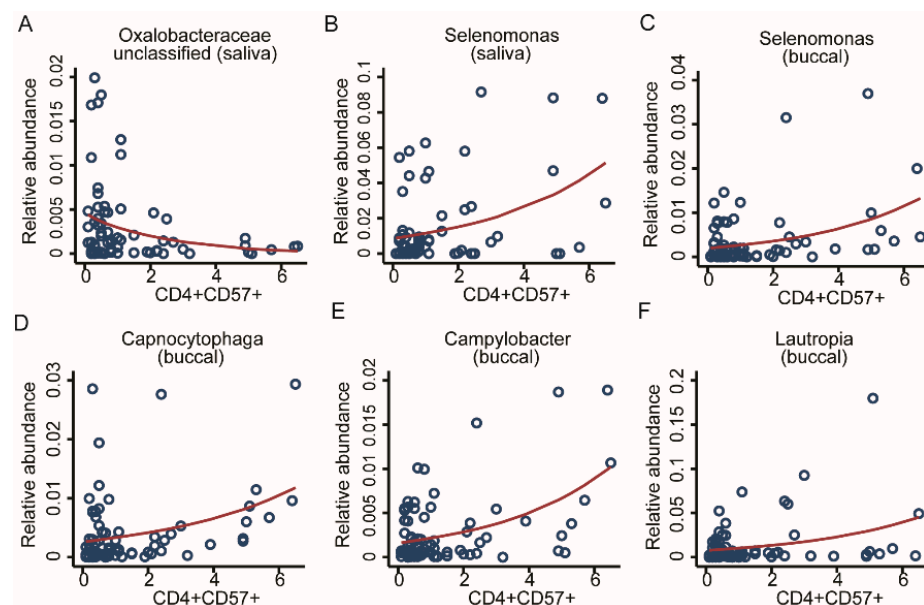 A
Oxalobacteraceae
unclassified (saliva)
Relative abundance
0.02
0.015
0.01
0.005
0
0 2 4 6
CD4+CD57+
B
Selenomonas
(saliva)
Relative abundance
0.1
0.08
0.06
0.04
0.02
0
0 2 4 6
CD4+CD57+
C
Selenomonas
(buccal)
Relative abundance
0.04
0.03
0.02
0.01
0
0 2 4 6
CD4+CD57+
D
Capnocytophaga
(buccal)
Relative abundance
0.03
0.02
0.01
0
0 2 4 6
CD4+CD57+
E
Campylobacter
(buccal)
Relative abundance
0.02
0.015
0.01
0.005
0
0 2 4 6
CD4+CD57+
F
Lautropia
(buccal)
Relative abundance
0.2
0.15
0.1
0.05
0
0 2 4 6
CD4+CD57+